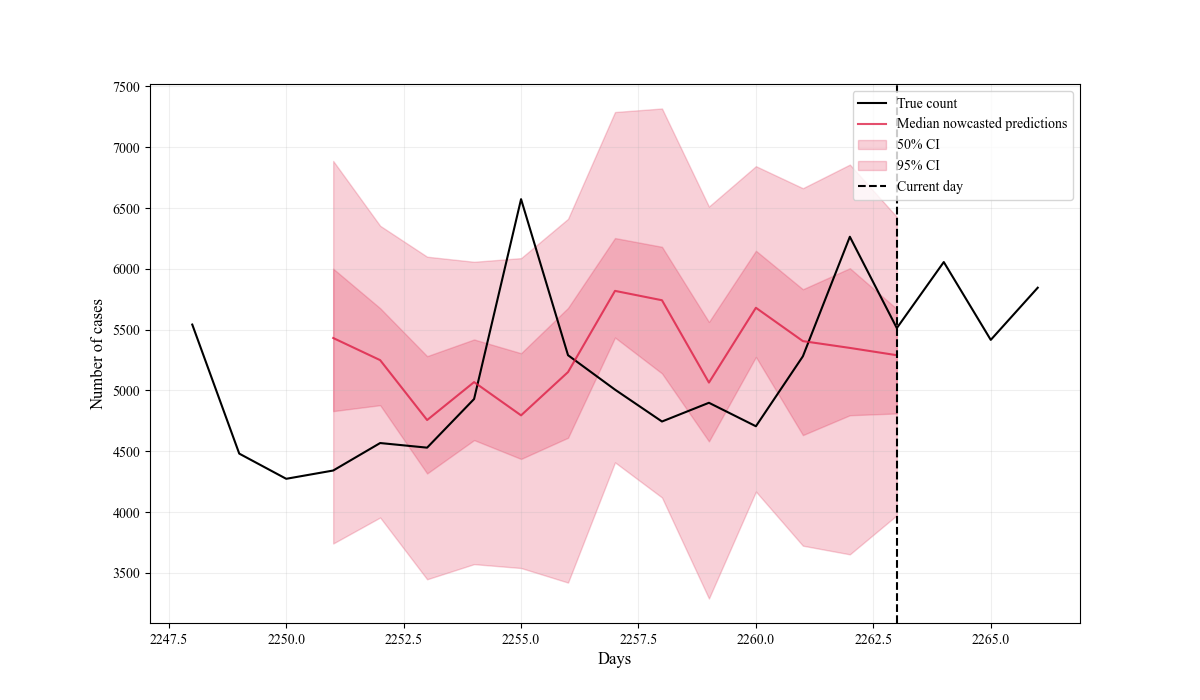 7500
7000
6500
6000
5500
5000
4500
4000
3500
Number of cases
True count
Median nowcasted predictions
50% CI
95% CI
Current day
2247.5 2250.0 2252.5 2255.0 2257.5 2260.0 2262.5 2265.0
Days